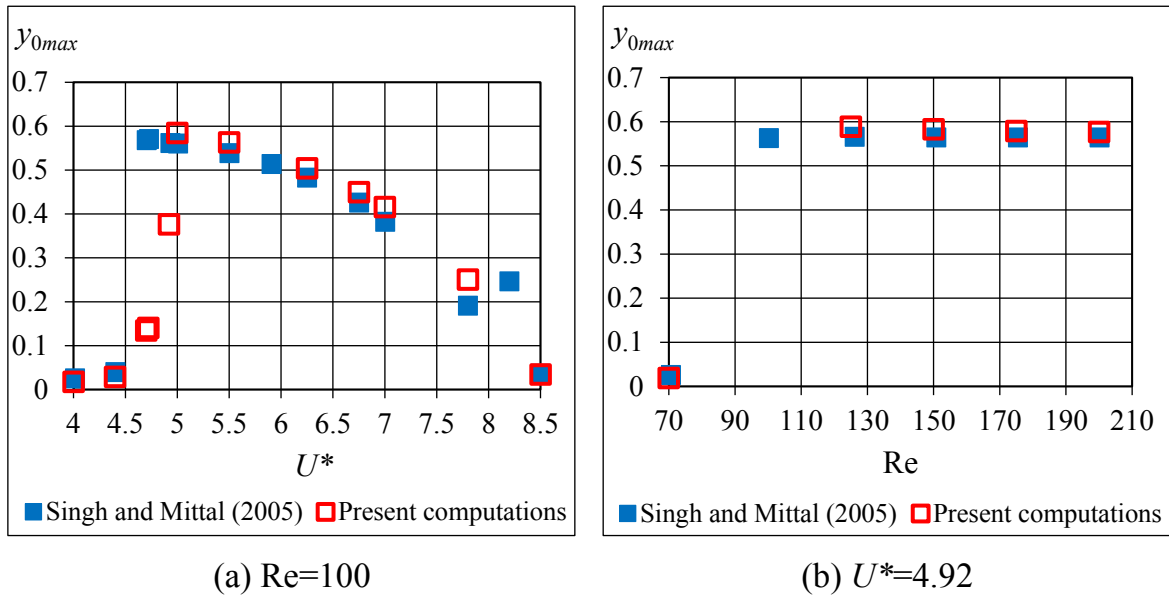 y0max
0.7
0.6
0.5
0.4
0.3
0.2
0.1
0
4 4.5 5 5.5 6 6.5 7 7.5 8 8.5
U*
Singh and Mittal (2005) Present computations
(a) Re=100
y0max
0.7
0.6
0.5
0.4
0.3
0.2
0.1
0
70 90 110 130 150 170 190 210
Re
Singh and Mittal (2005) Present computations
(b) U*=4.92